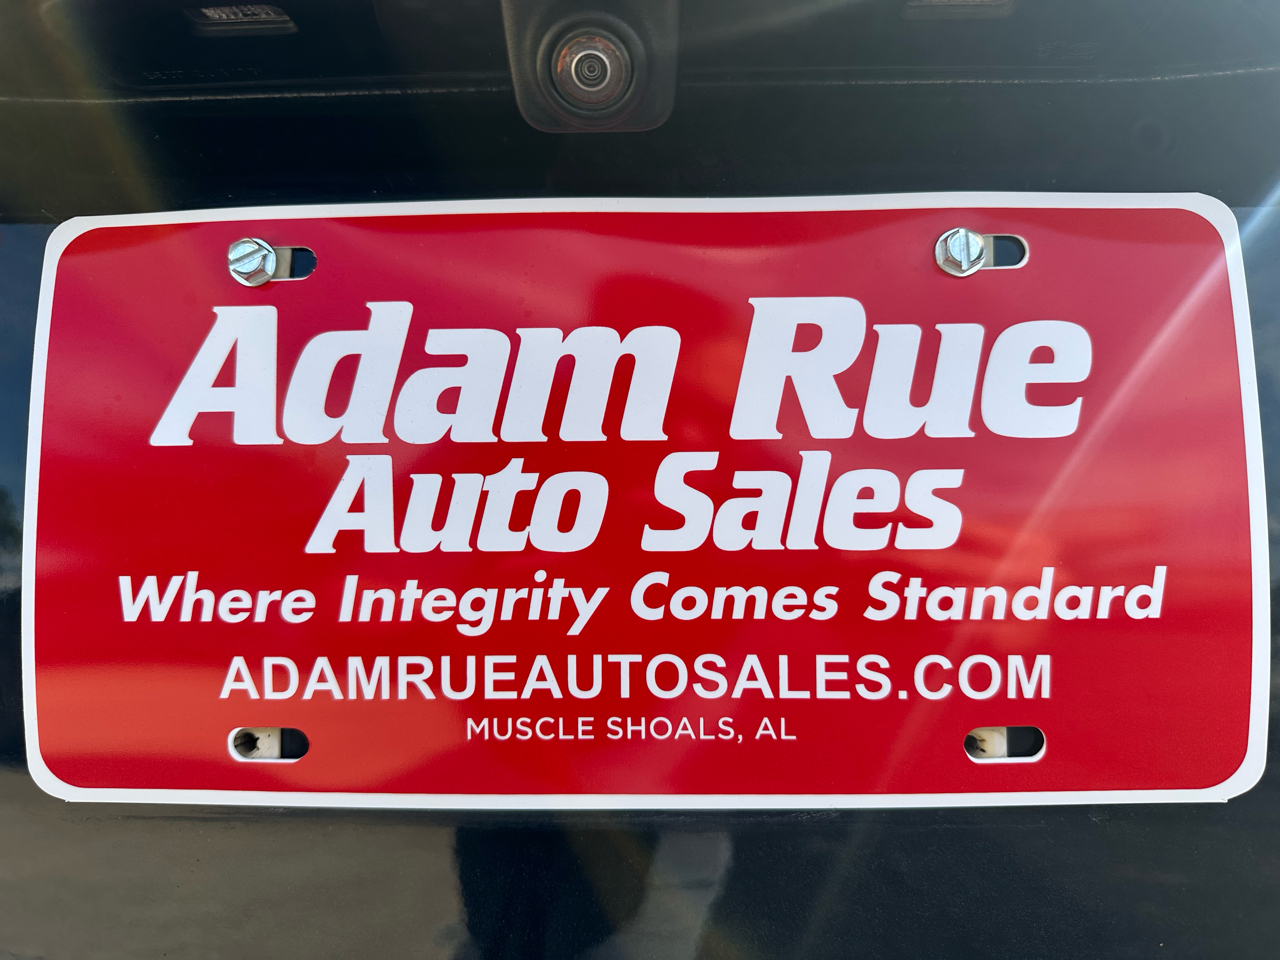 Adam Rue
Auto Sales
Where Integrity Comes Standard
ADAMRUEAUTOSALES.COM
MUSCLE SHOALS, AL